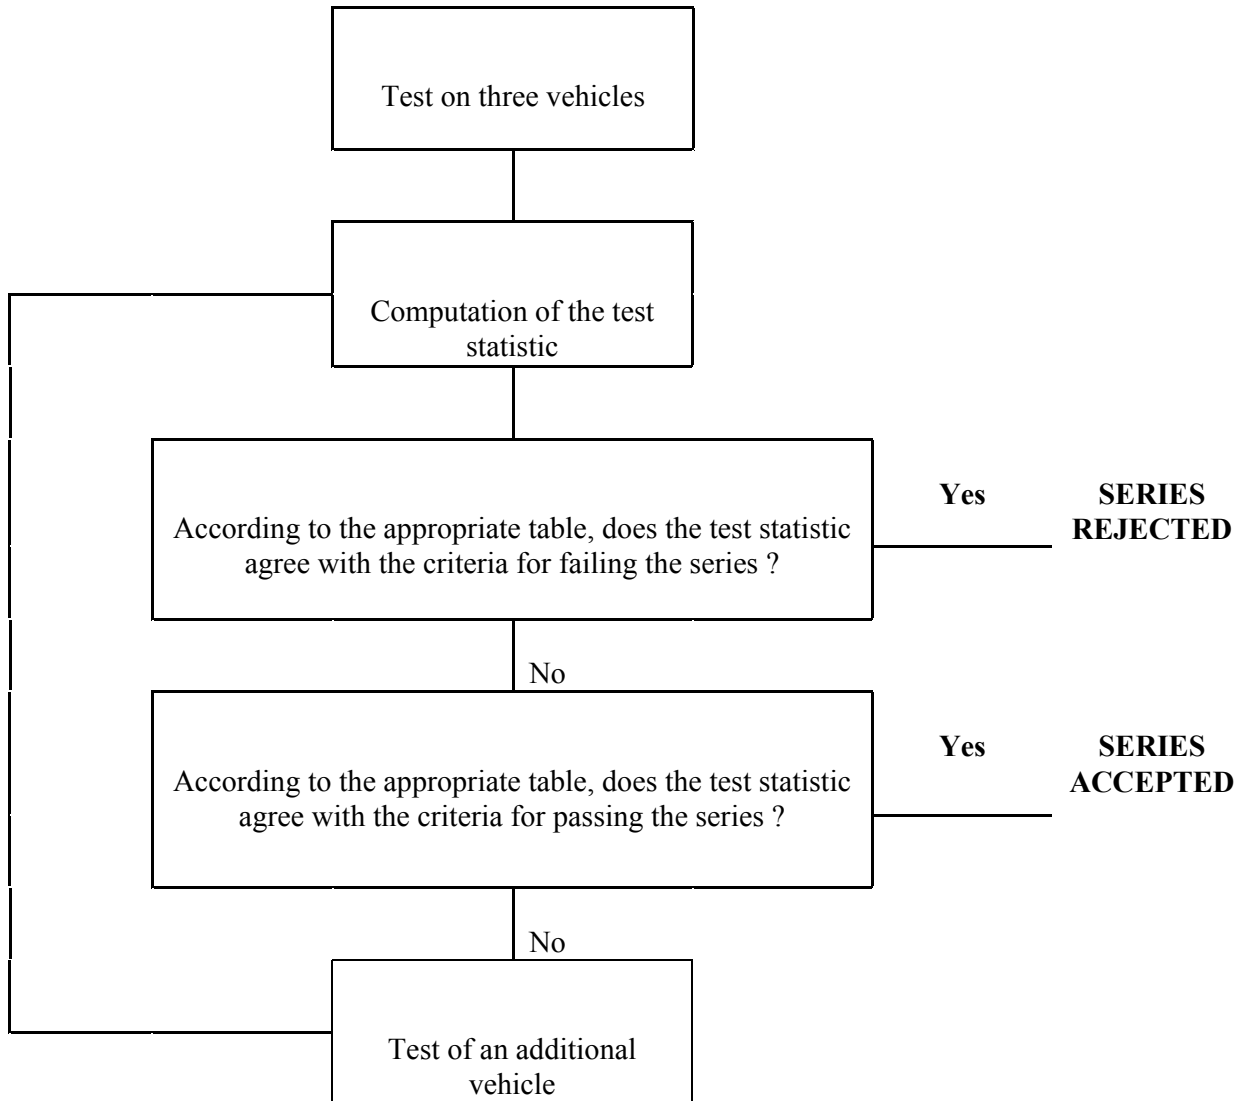 Test on three vehicles
Computation of the test
statistic
According to the appropriate table, does the test statistic
agree with the criteria for failing the series ?
Yes
SERIES
REJECTED
No
According to the appropriate table, does the test statistic
agree with the criteria for passing the series ?
Yes
SERIES
ACCEPTED
No
Test of an additional
vehicle